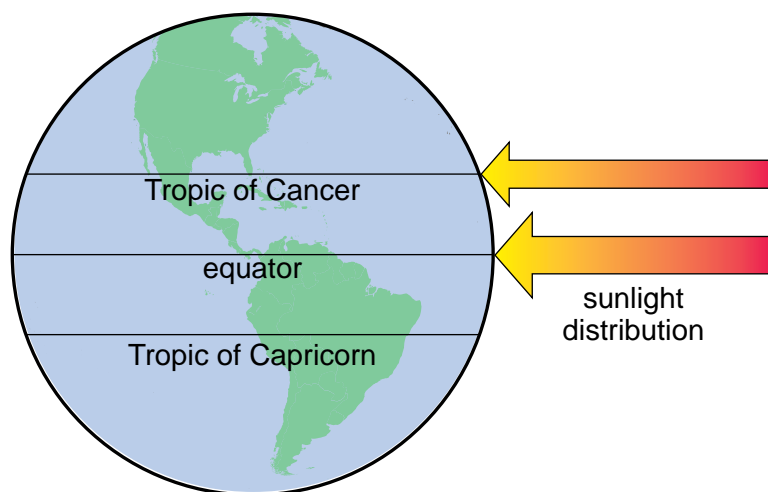 Tropic of Cancer
equator
sunlight
distribution
Tropic of Capricorn